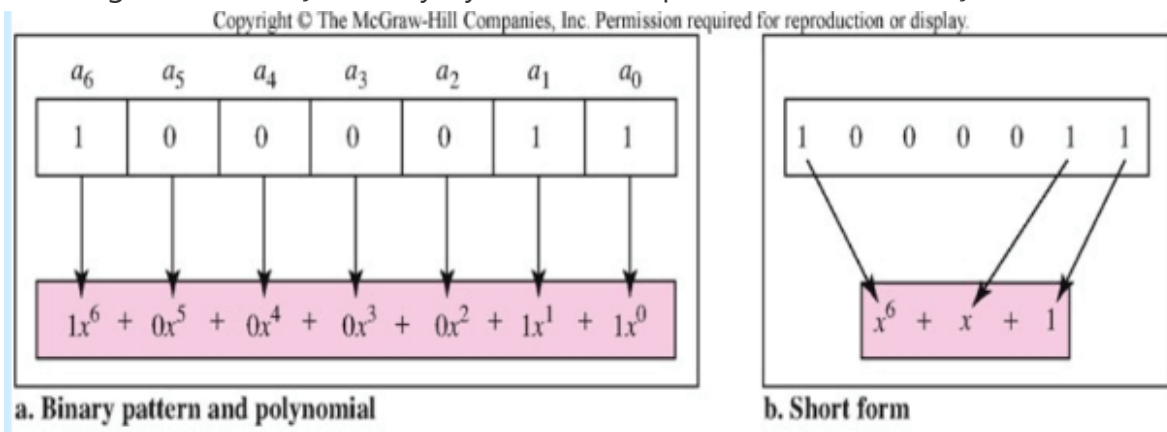 Copyright © The McGraw-Hill Companies, Inc. Permission required for reproduction or display.
a₆ a₅ a₄ a₃ a₂ a₁ a₀
1 0 0 0 0 1 1
1x⁶ + 0x⁵ + 0x⁴ + 0x³ + 0x² + 1x¹ + 1x⁰
a. Binary pattern and polynomial
1 0 0 0 0 1 1
x⁶ + x + 1
b. Short form